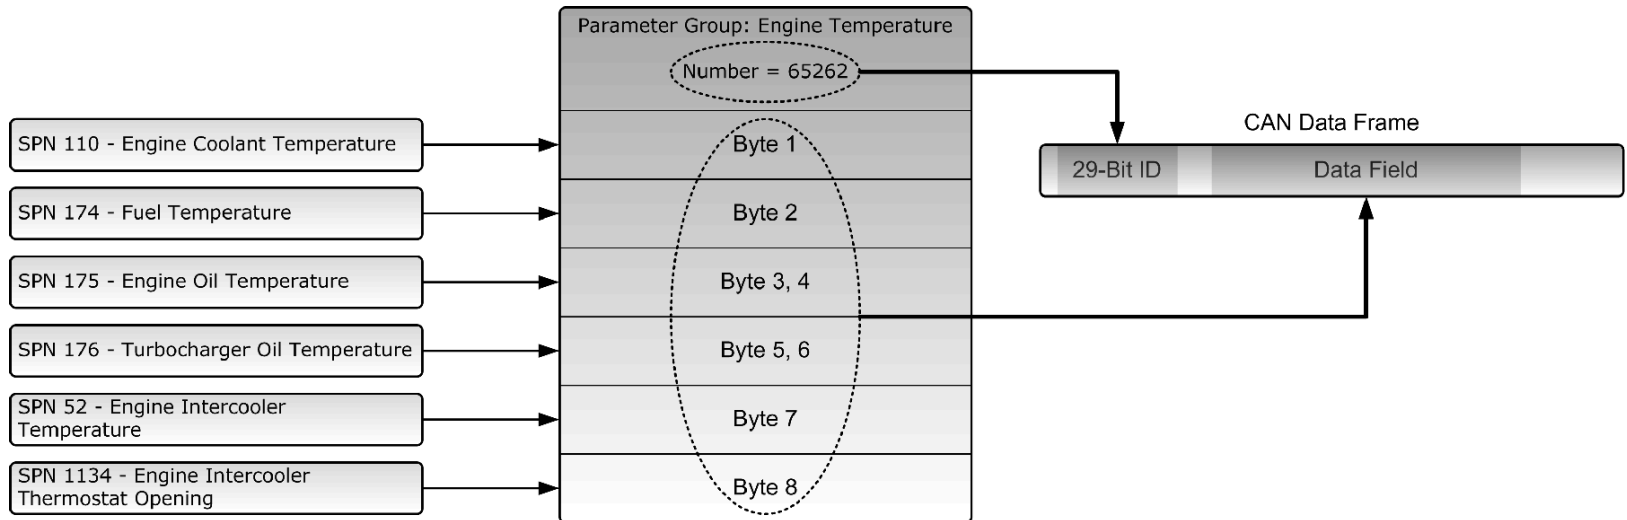 Parameter Group: Engine Temperature
Number = 65262
SPN 110 - Engine Coolant Temperature
Byte 1
SPN 174 - Fuel Temperature
Byte 2
SPN 175 - Engine Oil Temperature
Byte 3, 4
SPN 176 - Turbocharger Oil Temperature
Byte 5, 6
SPN 52 - Engine Intercooler
Temperature
Byte 7
SPN 1134 - Engine Intercooler
Thermostat Opening
Byte 8
CAN Data Frame
29-Bit ID
Data Field